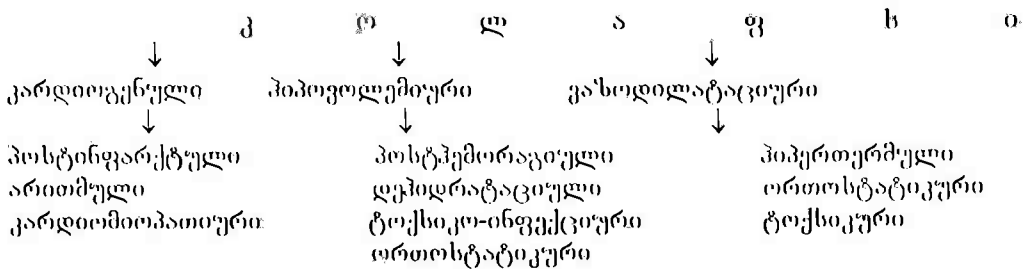 კ ო ლ ა ფ ს ი
კარდიოგენული ჰიპოვოლემიური ვაზოდილატაციური
პოსტინფარქტული პოსტჰემორაგიული ჰიპერთერმული
არითმული დეჰიდრატაციული ორთოსტატიკური
კარდიომიოპათიური ტოქსიკო-ინფექციური ტოქსიკური
ორთოსტატიკური